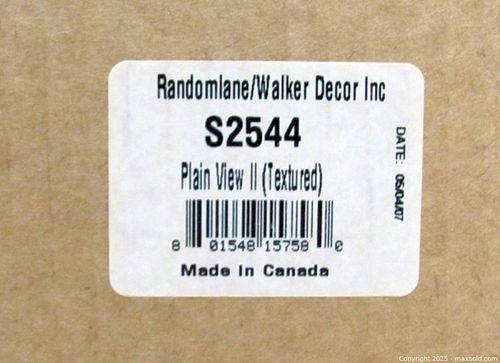 Randomlane/Walker Decor Inc
S2544
Plain View II (Textured)
8 01548 15758 0
Made In Canada
DATE: 05/04/07
Copyright 2025 - maxsold.com